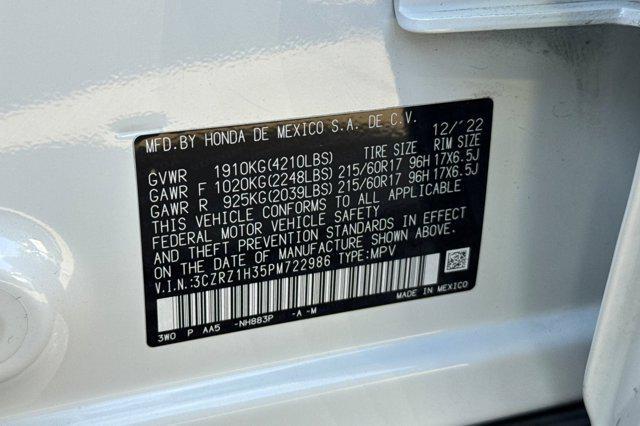 MFD.BY HONDA DE MEXICO S.A. DE C.V. 12/'22
TIRE SIZE RIM SIZE
GVWR 1910KG(4210LBS)
GAWR F 1020KG(2248LBS) 215/60R17 96H 17X6.5J
GAWR R 925KG(2039LBS) 215/60R17 96H 17X6.5J
THIS VEHICLE CONFORMS TO ALL APPLICABLE
FEDERAL MOTOR VEHICLE SAFETY
AND THEFT PREVENTION STANDARDS IN EFFECT
ON THE DATE OF MANUFACTURE SHOWN ABOVE.
V.I.N.:3CZRZ1H35PM722986 TYPE:MPV
MADE IN MEXICO
3W0 P AA5 -NH883P -A -M